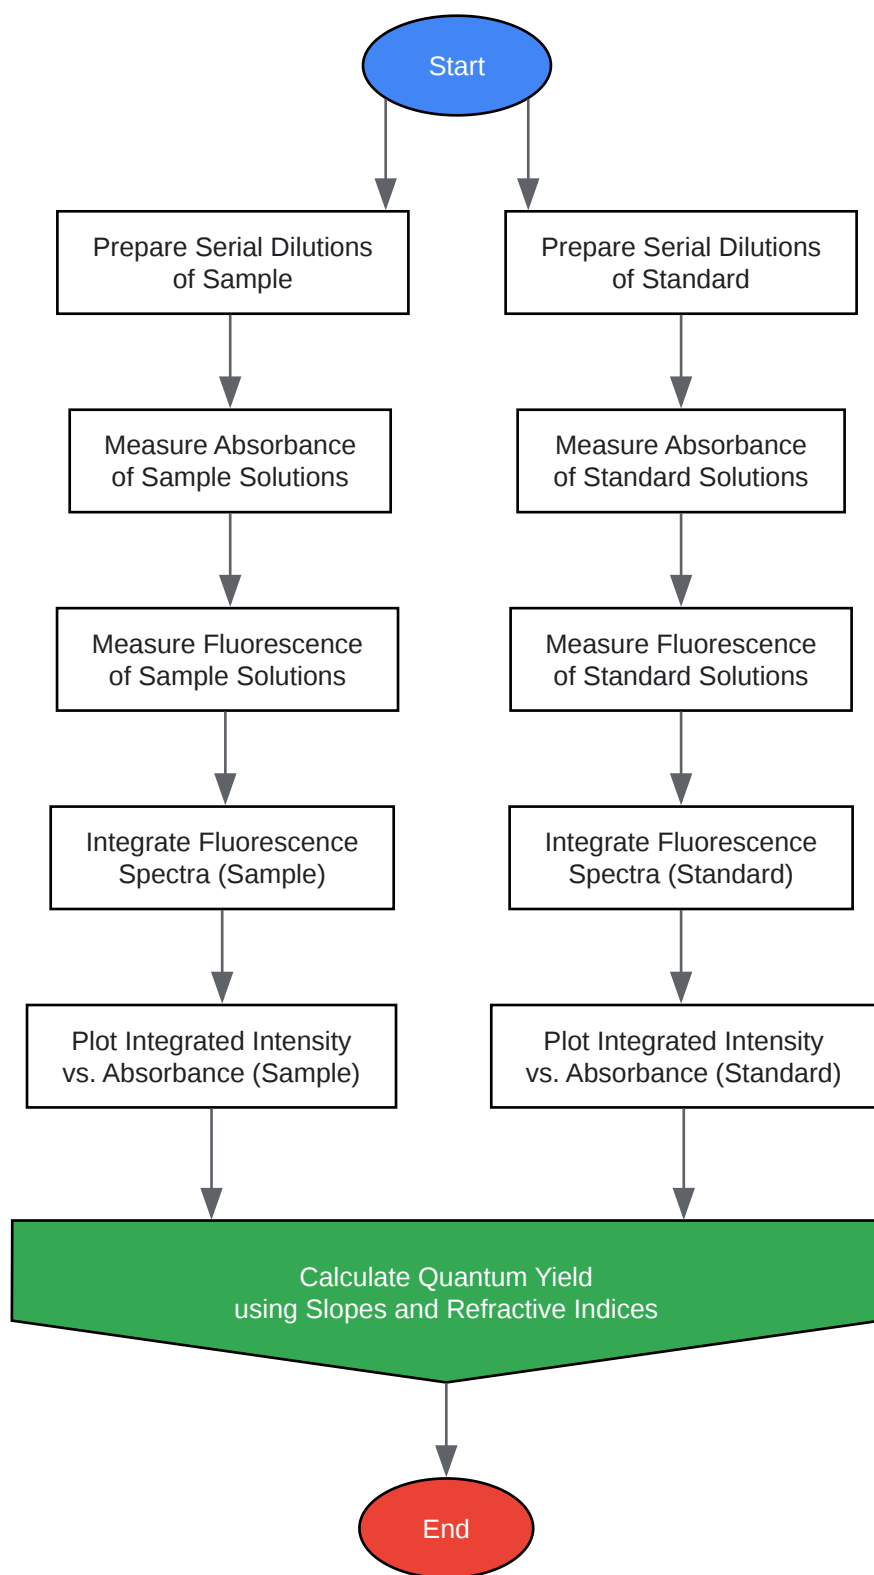 Start
Prepare Serial Dilutions
of Sample
Prepare Serial Dilutions
of Standard
Measure Absorbance
of Sample Solutions
Measure Absorbance
of Standard Solutions
Measure Fluorescence
of Sample Solutions
Measure Fluorescence
of Standard Solutions
Integrate Fluorescence
Spectra (Sample)
Integrate Fluorescence
Spectra (Standard)
Plot Integrated Intensity
vs. Absorbance (Sample)
Plot Integrated Intensity
vs. Absorbance (Standard)
Calculate Quantum Yield
using Slopes and Refractive Indices
End